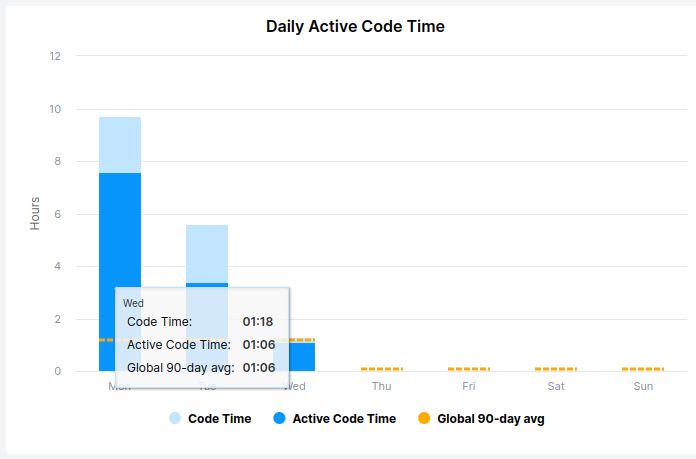 Daily Active Code Time
12
10
8
6
4
2
0
Hours
Wed
Code Time: 01:18
Active Code Time: 01:06
Global 90-day avg: 01:06
Mon Tue Wed Thu Fri Sat Sun
Code Time Active Code Time Global 90-day avg